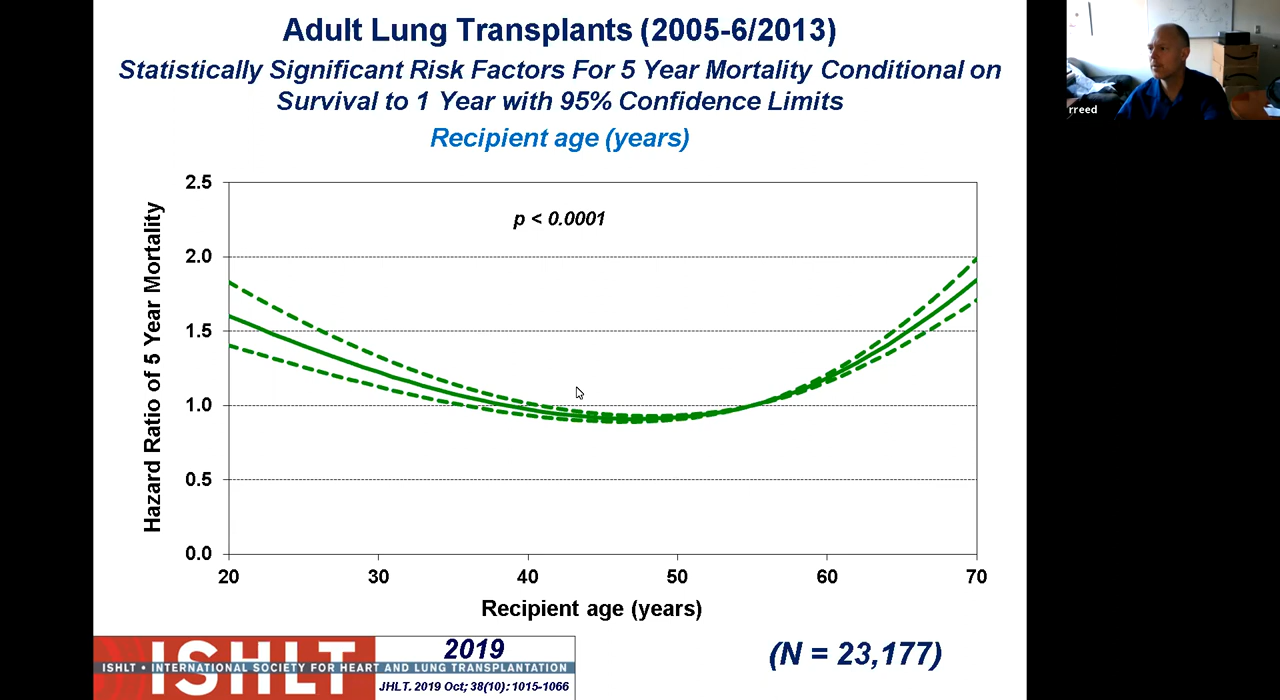 Adult Lung Transplants (2005-6/2013)
Statistically Significant Risk Factors For 5 Year Mortality Conditional on
Survival to 1 Year with 95% Confidence Limits
Recipient age (years)
rreed
Hazard Ratio of 5 Year Mortality
2.5
2.0
1.5
1.0
0.5
0.0
p < 0.0001
20 30 40 50 60 70
Recipient age (years)
ISHLT
ISHLT • INTERNATIONAL SOCIETY FOR HEART AND LUNG TRANSPLANTATION
2019
JHLT. 2019 Oct; 38(10): 1015-1066
(N = 23,177)